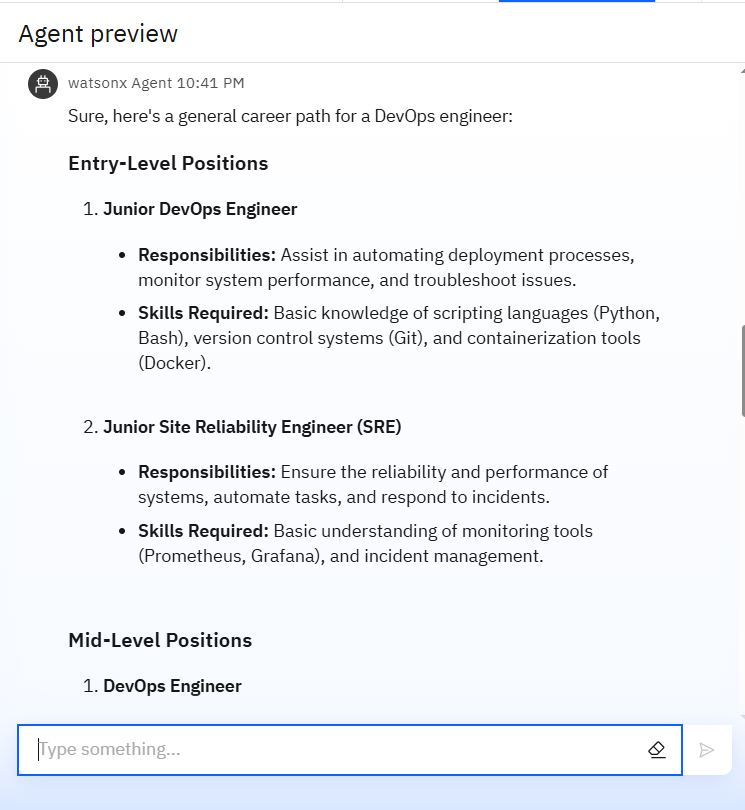 Agent preview
watsonx Agent 10:41 PM
Sure, here's a general career path for a DevOps engineer:
Entry-Level Positions
1. Junior DevOps Engineer
• Responsibilities: Assist in automating deployment processes,
monitor system performance, and troubleshoot issues.
• Skills Required: Basic knowledge of scripting languages (Python,
Bash), version control systems (Git), and containerization tools
(Docker).
2. Junior Site Reliability Engineer (SRE)
• Responsibilities: Ensure the reliability and performance of
systems, automate tasks, and respond to incidents.
• Skills Required: Basic understanding of monitoring tools
(Prometheus, Grafana), and incident management.
Mid-Level Positions
1. DevOps Engineer
Type something...